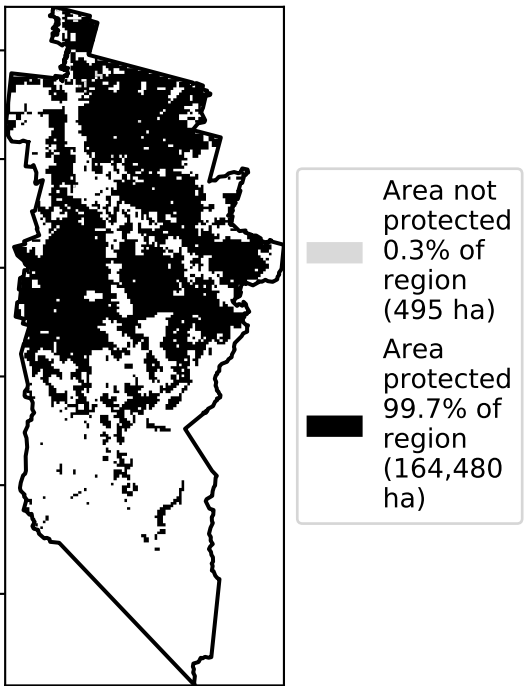 Area not
protected
0.3% of
region
(495 ha)
Area
protected
99.7% of
region
(164,480
ha)